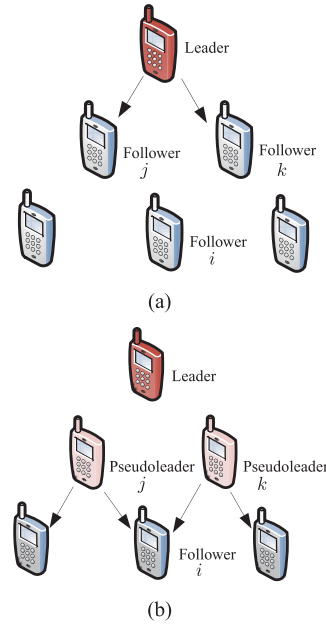 Leader
Follower
j
Follower
k
Follower
i
(a)
Leader
Pseudoleader
j
Pseudoleader
k
Follower
i
(b)